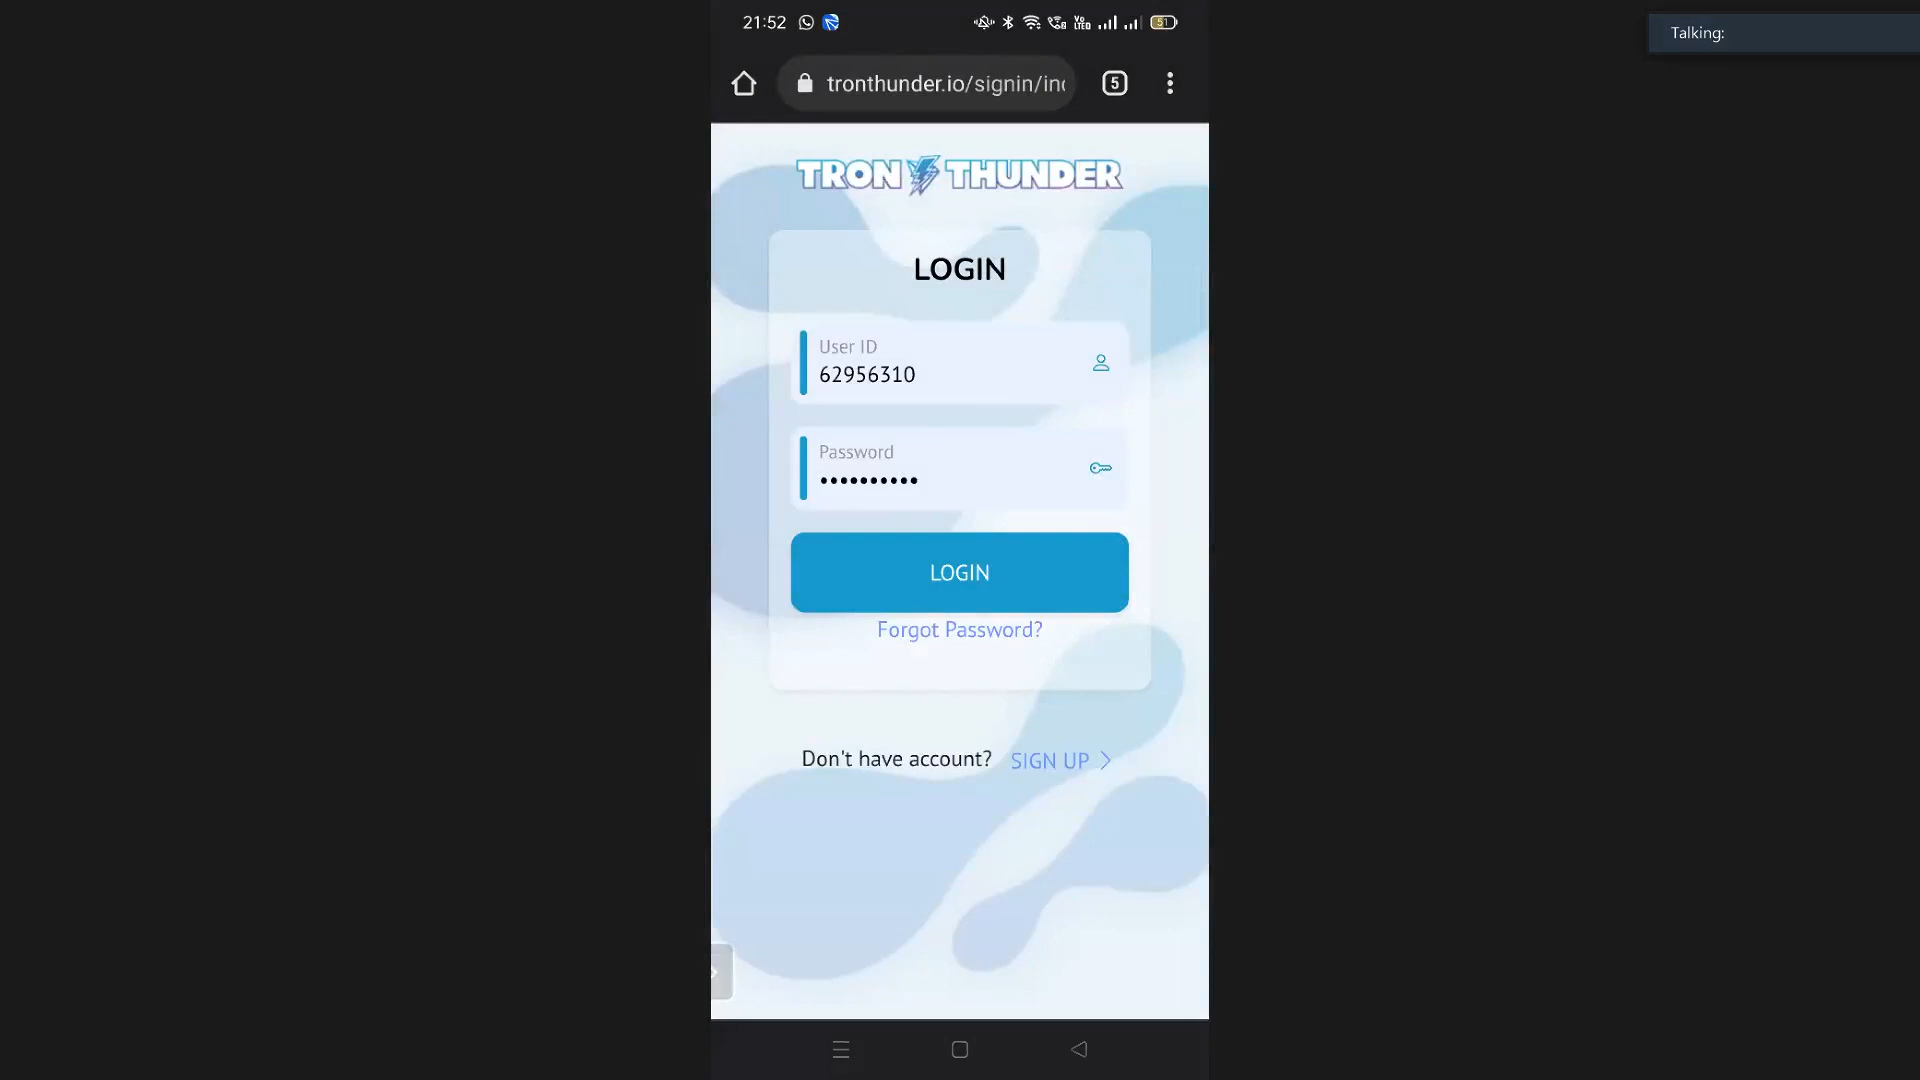 21:52
51
Talking:
tronthunder.io/signin/in
5
TRON THUNDER
LOGIN
User ID
62956310
Password
••••••••••
LOGIN
Forgot Password?
Don't have account? SIGN UP